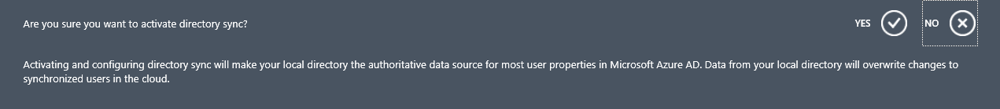 Are you sure you want to activate directory sync?
YES
NO
Activating and configuring directory sync will make your local directory the authoritative data source for most user properties in Microsoft Azure AD. Data from your local directory will overwrite changes to
synchronized users in the cloud.